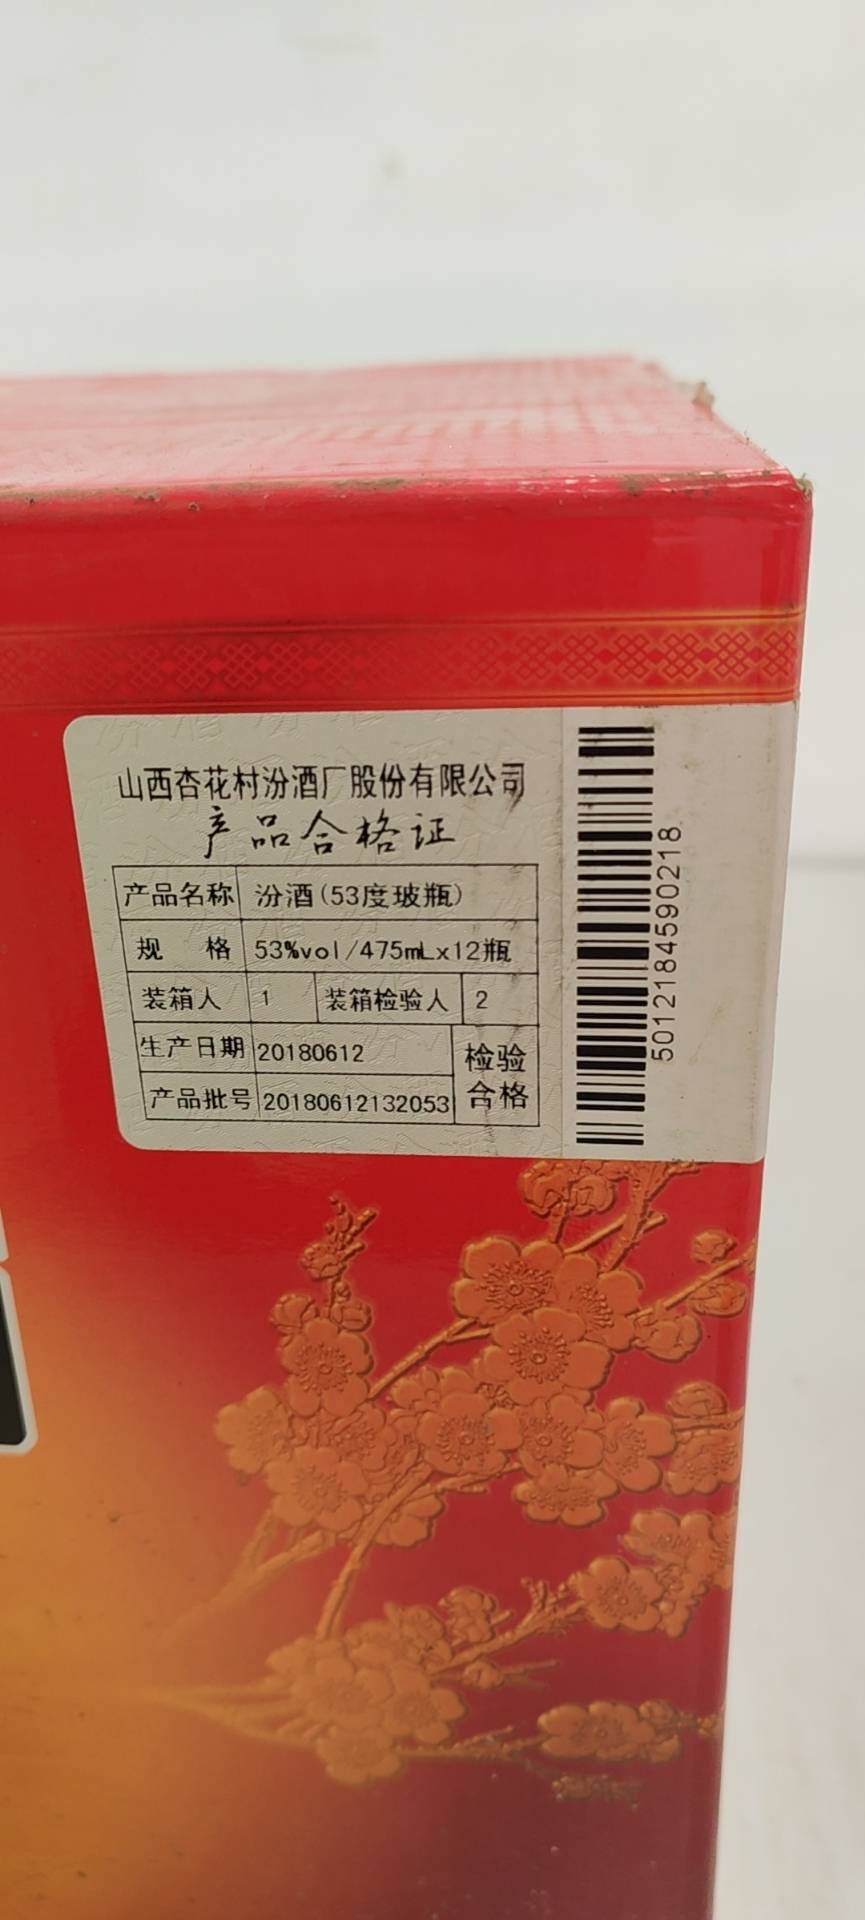 山西杏花村汾酒厂股份有限公司
产品合格证
产品名称 汾酒(53度玻瓶)
规 格 53%vol/475mLx12瓶
装箱人 1 装箱检验人 2
生产日期 20180612 检验
产品批号 20180612132053 合格
5012184590218